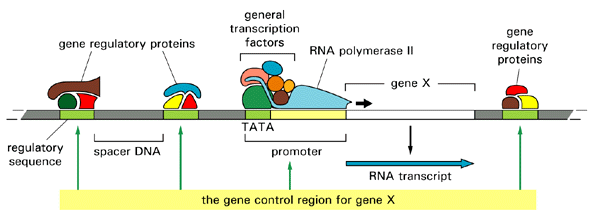 general
transcription
factors
gene regulatory proteins
RNA polymerase II
gene
regulatory
proteins
gene X
TATA
regulatory
sequence
spacer DNA
promoter
RNA transcript
the gene control region for gene X